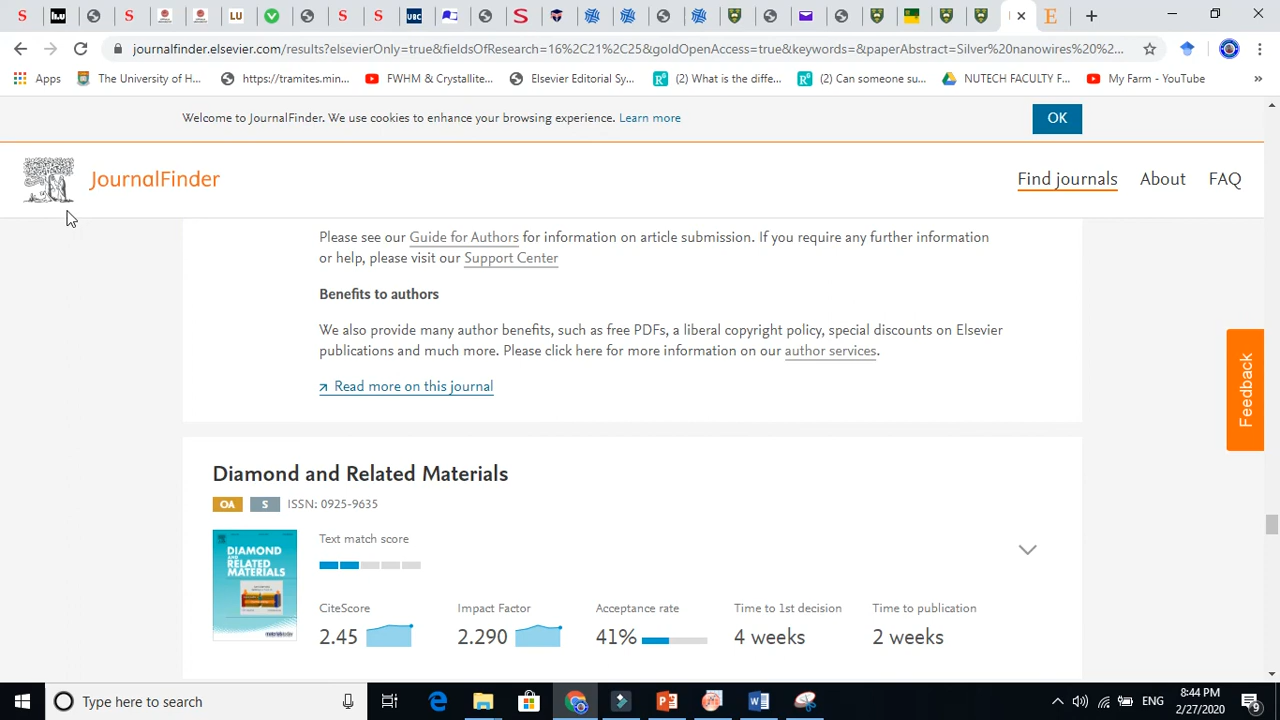 journalfinder.elsevier.com/results?elsevierOnly=true&fieldsOfResearch=16%2C21%2C25&goldOpenAccess=true&keywords=&paperAbstract=Silver%20nanowires%20%2...
Apps
The University of H...
https://tramites.min...
FWHM & Crystallite...
Elsevier Editorial Sy...
(2) What is the diffe...
(2) Can someone su...
NUTECH FACULTY F...
My Farm - YouTube
»
Welcome to JournalFinder. We use cookies to enhance your browsing experience. Learn more
OK
JournalFinder
Find journals
About
FAQ
Please see our Guide for Authors for information on article submission. If you require any further information
or help, please visit our Support Center
Benefits to authors
We also provide many author benefits, such as free PDFs, a liberal copyright policy, special discounts on Elsevier
publications and much more. Please click here for more information on our author services.
Read more on this journal
Feedback
Diamond and Related Materials
OA S ISSN: 0925-9635
DIAMOND
AND
RELATED
MATERIALS
Text match score
CiteScore
Impact Factor
Acceptance rate
Time to 1st decision
Time to publication
2.45
2.290
41%
4 weeks
2 weeks
Type here to search
ENG
8:44 PM
2/27/2020